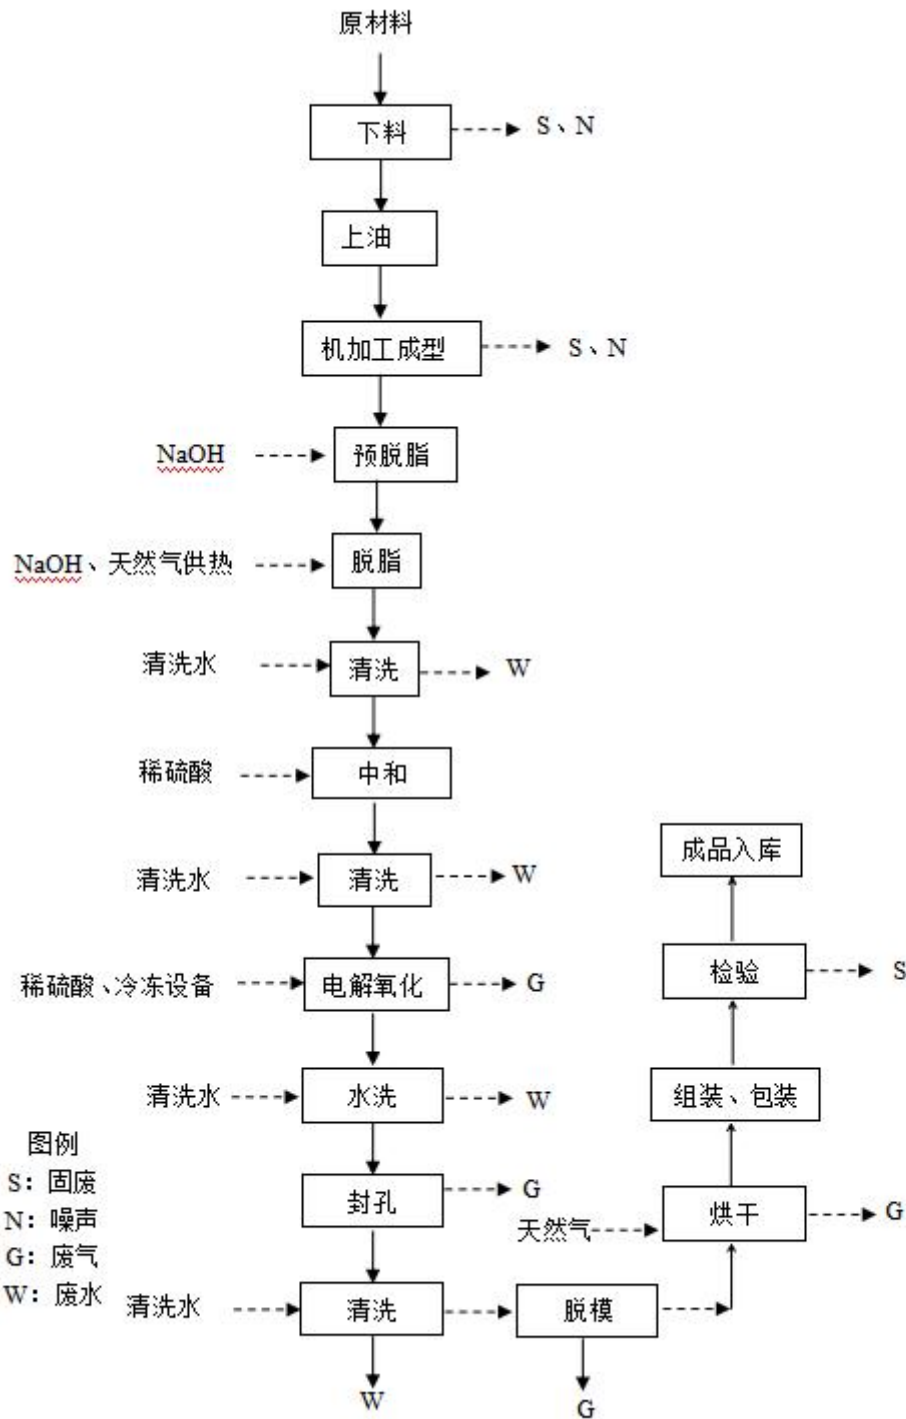 原材料
下料
S、N
上油
机加工成型
S、N
NaOH
预脱脂
NaOH、天然气供热
脱脂
清洗水
清洗
W
稀硫酸
中和
清洗水
清洗
W
稀硫酸、冷冻设备
电解氧化
G
清洗水
水洗
W
封孔
G
清洗水
清洗
W
脱模
G
天然气
烘干
G
组装、包装
检验
S
成品入库
图例
S：固废
N：噪声
G：废气
W：废水